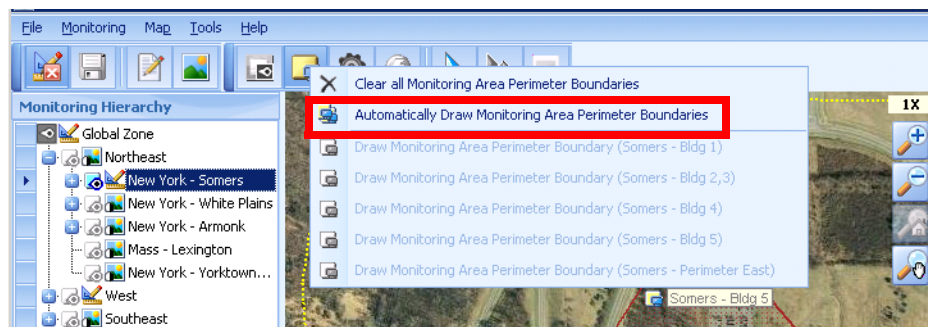 File Monitoring Map Tools Help
Monitoring Hierarchy
Global Zone
Northeast
New York - Somers
New York - White Plains
New York - Armonk
Mass - Lexington
New York - Yorktown...
West
Southeast
Clear all Monitoring Area Perimeter Boundaries
Automatically Draw Monitoring Area Perimeter Boundaries
Draw Monitoring Area Perimeter Boundary (Somers - Bldg 1)
Draw Monitoring Area Perimeter Boundary (Somers - Bldg 2,3)
Draw Monitoring Area Perimeter Boundary (Somers - Bldg 4)
Draw Monitoring Area Perimeter Boundary (Somers - Bldg 5)
Draw Monitoring Area Perimeter Boundary (Somers - Perimeter East)
1X
Somers - Bldg 5